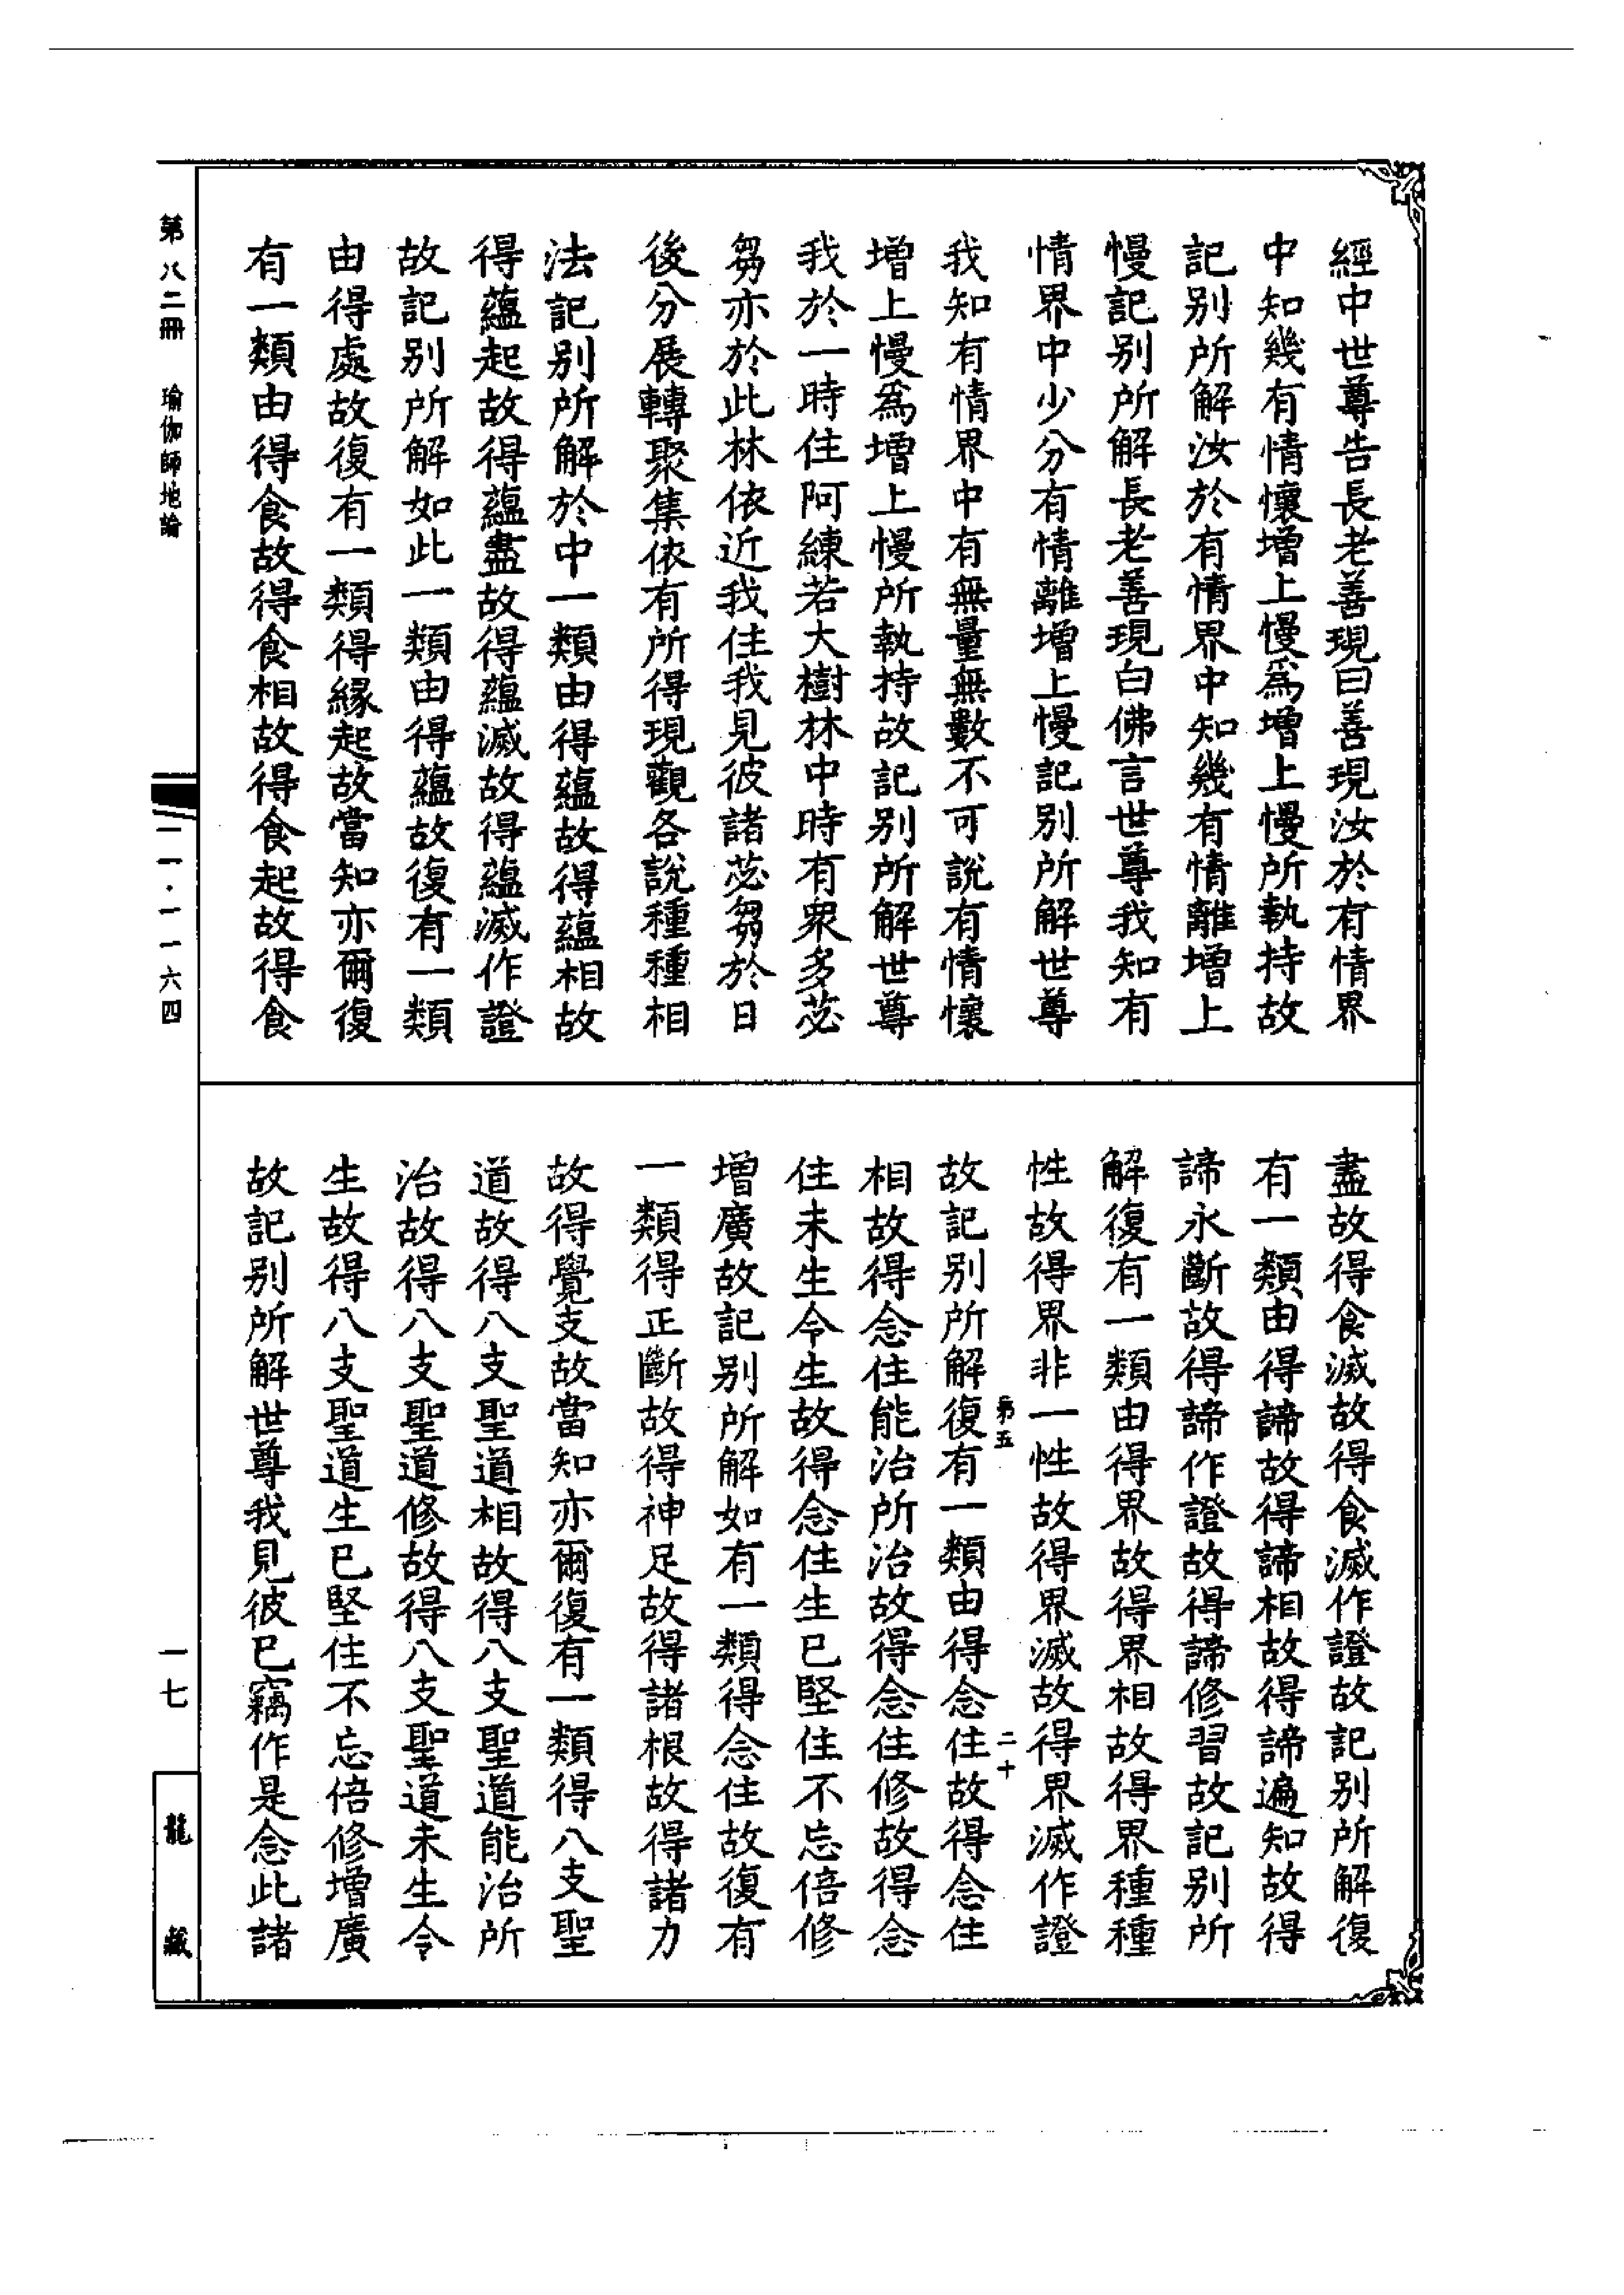 經中世尊告長老善現曰善現汝於有情界
中知幾有情懷增上慢爲增上慢所執持故
記別所解汝於有情界中知幾有情離增上
慢記別所解長老善現白佛言世尊我知有
情界中少分有情離增上慢記別所解世尊
我知有情界中有無量無數不可說有情懷
增上慢爲增上慢所執持故記別所解世尊
我於一時住阿練若大樹林中時有衆多苾
芻亦於此林依近我住我見彼諸苾芻於日
後分展轉聚集依有所得現觀各說種種相
法記別所解於中一類由得蘊故得蘊相故
得蘊起故得蘊盡故得蘊滅故得蘊滅作證
故記別所解如此一類由得蘊故復有一類
由得處故復有一類得緣起故當知亦爾復
有一類由得食故得食相故得食起故得食
盡故得食滅故得食滅作證故記別所解復
有一類由得諦故得諦相故得諦遍知故得
諦永斷故得諦作證故得諦修習故記別所
解復有一類由得界故得界相故得界種種
性故得界非一性故得界滅故得界滅作證
故記別所解復有一類由得念住故得念住
相故得念住能治所治故得念住修故得念
住未生令生故得念住生已堅住不忘倍修
增廣故記別所解如有一類得念住故復有
一類得正斷故得神足故得諸根故得諸力
故得覺支故當知亦爾復有一類得八支聖
道故得八支聖道相故得八支聖道能治所
治故得八支聖道修故得八支聖道未生令
生故得八支聖道生已堅住不忘倍修增廣
故記別所解世尊我見彼已竊作是念此諸
第五
二十
第八二冊 瑜伽師地論
一一·一一六四
一七
龍藏